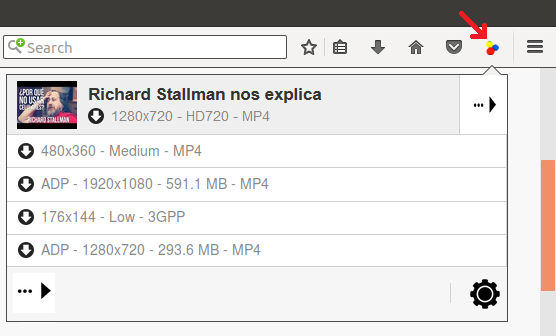 Search
¿POR QUÉ
NO USAR
CELULARES?
RICHARD STALLMAN
Richard Stallman nos explica
1280x720 - HD720 - MP4
480x360 - Medium - MP4
ADP - 1920x1080 - 591.1 MB - MP4
176x144 - Low - 3GPP
ADP - 1280x720 - 293.6 MB - MP4